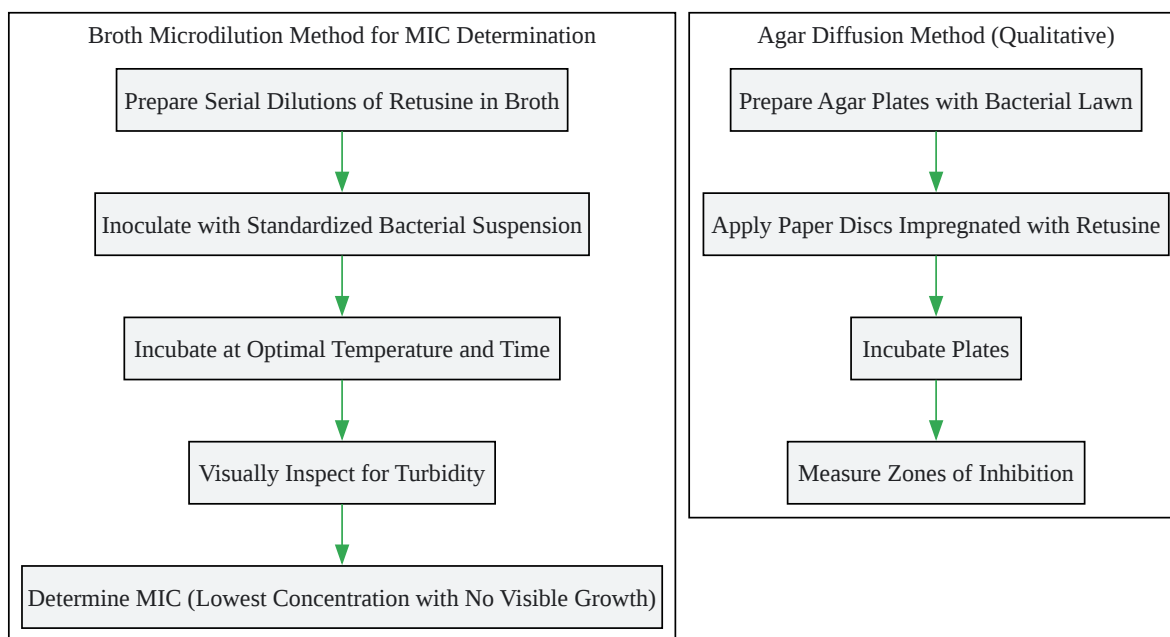 Broth Microdilution Method for MIC Determination
Prepare Serial Dilutions of Retusine in Broth
Inoculate with Standardized Bacterial Suspension
Incubate at Optimal Temperature and Time
Visually Inspect for Turbidity
Determine MIC (Lowest Concentration with No Visible Growth)
Agar Diffusion Method (Qualitative)
Prepare Agar Plates with Bacterial Lawn
Apply Paper Discs Impregnated with Retusine
Incubate Plates
Measure Zones of Inhibition